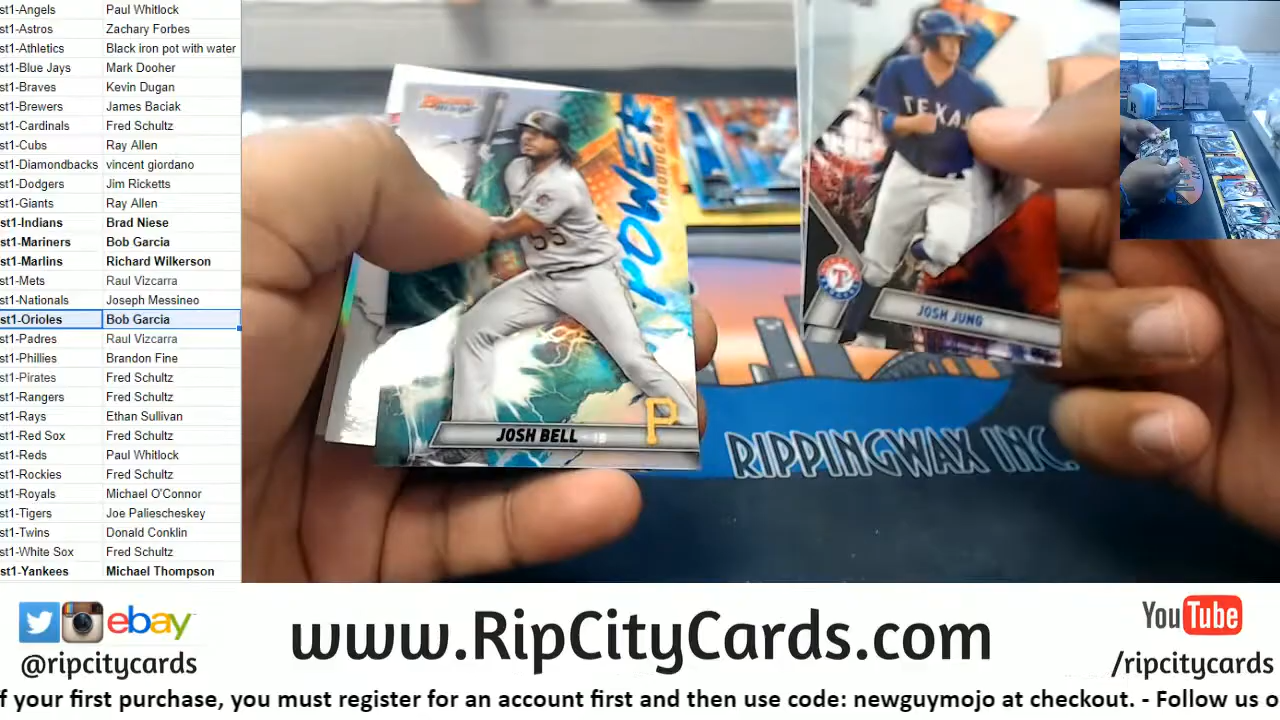 st1-Angels Paul Whitlock
st1-Astros Zachary Forbes
st1-Athletics Black iron pot with water
st1-Blue Jays Mark Dooher
st1-Braves Kevin Dugan
st1-Brewers James Baciak
st1-Cardinals Fred Schultz
st1-Cubs Ray Allen
st1-Diamondbacks vincent giordano
st1-Dodgers Jim Ricketts
st1-Giants Ray Allen
st1-Indians Brad Niese
st1-Mariners Bob Garcia
st1-Marlins Richard Wilkerson
st1-Mets Raul Vizcarra
st1-Nationals Joseph Messineo
st1-Orioles Bob Garcia
st1-Padres Raul Vizcarra
st1-Phillies Brandon Fine
st1-Pirates Fred Schultz
st1-Rangers Fred Schultz
st1-Rays Ethan Sullivan
st1-Red Sox Fred Schultz
st1-Reds Paul Whitlock
st1-Rockies Fred Schultz
st1-Royals Michael O'Connor
st1-Tigers Joe Paliescheskey
st1-Twins Donald Conklin
st1-White Sox Fred Schultz
st1-Yankees Michael Thompson
POWER
PRODUCERS
55
P
JOSH BELL 1B
TEXA
JOSH JUNG
RIPPINGWAX INC.
ebay
@ripcitycards
www.RipCityCards.com
YouTube
/ripcitycards
f your first purchase, you must register for an account first and then use code: newguymojo at checkout. - Follow us o